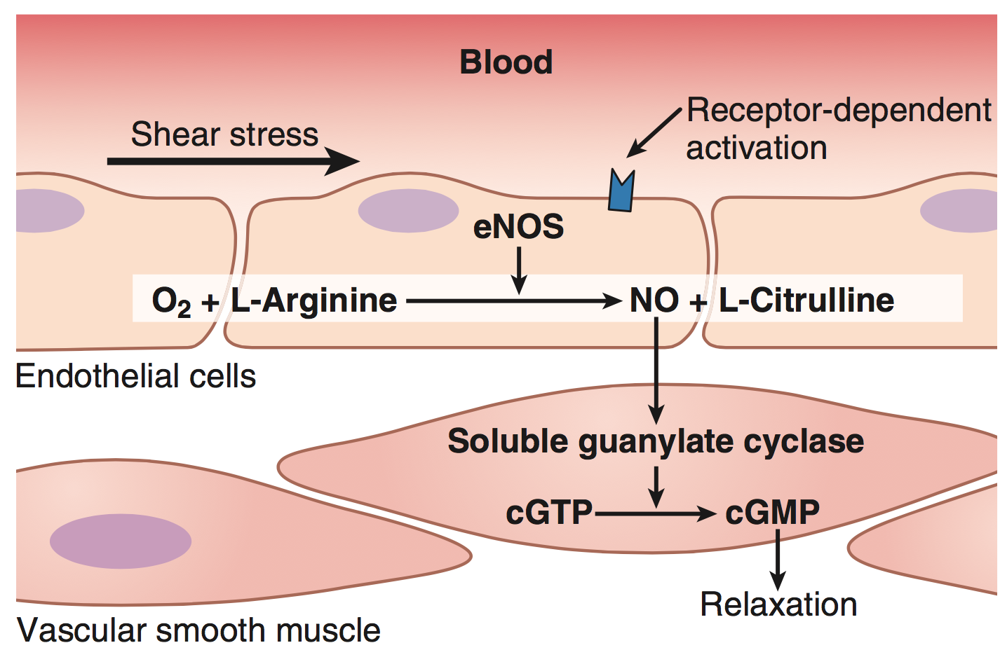 Blood
Receptor-dependent
activation
Shear stress
eNOS
O₂ + L-Arginine NO + L-Citrulline
Endothelial cells
Soluble guanylate cyclase
cGTP cGMP
Relaxation
Vascular smooth muscle